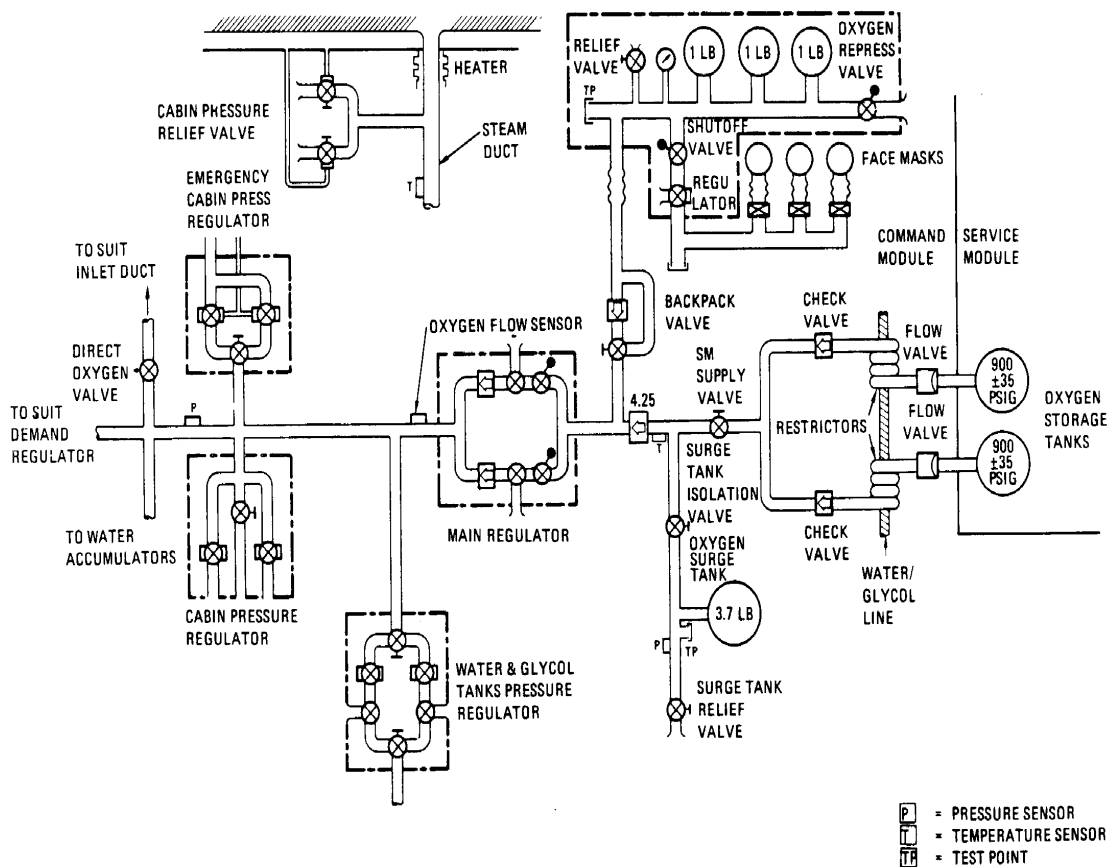 RELIEF
VALVE
1 LB
1 LB
1 LB
OXYGEN
REPRESS
VALVE
TP
HEATER
CABIN PRESSURE
RELIEF VALVE
STEAM
DUCT
T
SHUTOFF
VALVE
FACE MASKS
REGU
LATOR
EMERGENCY
CABIN PRESS
REGULATOR
TO SUIT
INLET DUCT
COMMAND
MODULE
SERVICE
MODULE
BACKPACK
VALVE
CHECK
VALVE
FLOW
VALVE
OXYGEN FLOW SENSOR
SM
SUPPLY
VALVE
DIRECT
OXYGEN
VALVE
900
±35
PSIG
OXYGEN
STORAGE
TANKS
FLOW
VALVE
P
4.25
TO SUIT
DEMAND
REGULATOR
RESTRICTORS
T
SURGE
TANK
ISOLATION
VALVE
900
±35
PSIG
MAIN REGULATOR
TO WATER
ACCUMULATORS
CHECK
VALVE
OXYGEN
SURGE
TANK
WATER/
GLYCOL
LINE
3.7 LB
CABIN PRESSURE
REGULATOR
P
TP
WATER & GLYCOL
TANKS PRESSURE
REGULATOR
SURGE TANK
RELIEF
VALVE
P = PRESSURE SENSOR
T = TEMPERATURE SENSOR
TP = TEST POINT